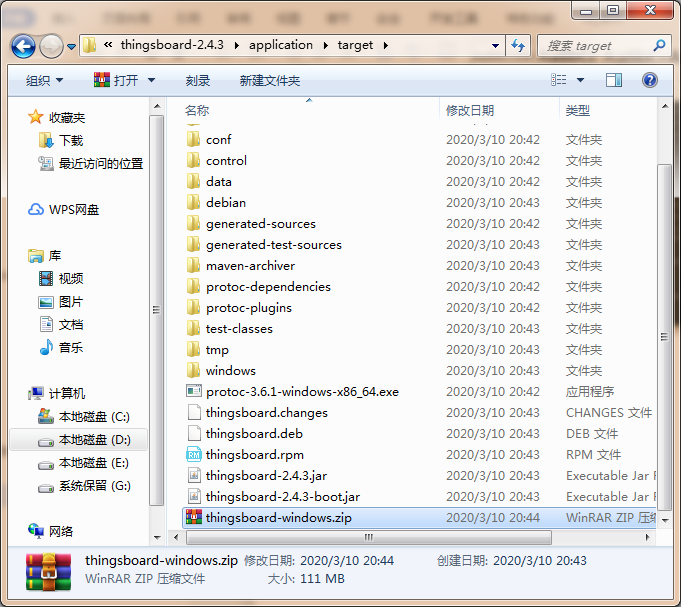 « thingsboard-2.4.3 ▸ application ▸ target ▸
搜索 target
组织 打开 刻录 新建文件夹
名称 修改日期 类型
收藏夹
下载
最近访问的位置
WPS网盘
库
视频
图片
文档
音乐
计算机
本地磁盘 (C:)
本地磁盘 (D:)
本地磁盘 (E:)
系统保留 (G:)
网络
conf 2020/3/10 20:42 文件夹
control 2020/3/10 20:43 文件夹
data 2020/3/10 20:42 文件夹
debian 2020/3/10 20:43 文件夹
generated-sources 2020/3/10 20:42 文件夹
generated-test-sources 2020/3/10 20:43 文件夹
maven-archiver 2020/3/10 20:43 文件夹
protoc-dependencies 2020/3/10 20:42 文件夹
protoc-plugins 2020/3/10 20:42 文件夹
test-classes 2020/3/10 20:43 文件夹
tmp 2020/3/10 20:43 文件夹
windows 2020/3/10 20:43 文件夹
protoc-3.6.1-windows-x86_64.exe 2020/3/10 20:42 应用程序
thingsboard.changes 2020/3/10 20:43 CHANGES 文件
thingsboard.deb 2020/3/10 20:43 DEB 文件
thingsboard.rpm 2020/3/10 20:43 RPM 文件
thingsboard-2.4.3.jar 2020/3/10 20:43 Executable Jar F
thingsboard-2.4.3-boot.jar 2020/3/10 20:43 Executable Jar F
thingsboard-windows.zip 2020/3/10 20:44 WinRAR ZIP 压缩
thingsboard-windows.zip 修改日期: 2020/3/10 20:44 创建日期: 2020/3/10 20:43
WinRAR ZIP 压缩文件 大小: 111 MB